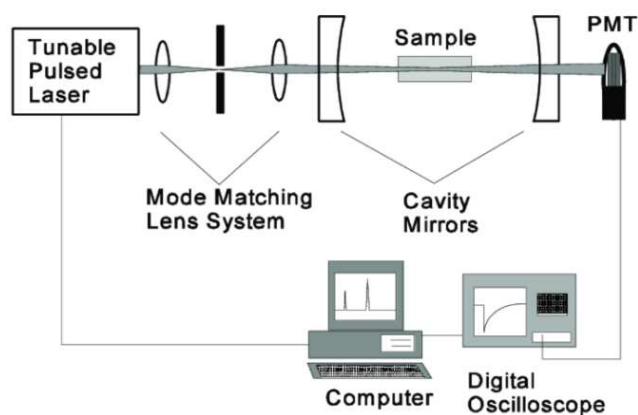 Tunable
Pulsed
Laser
Sample
PMT
Mode Matching
Lens System
Cavity
Mirrors
Computer
Digital
Oscilloscope